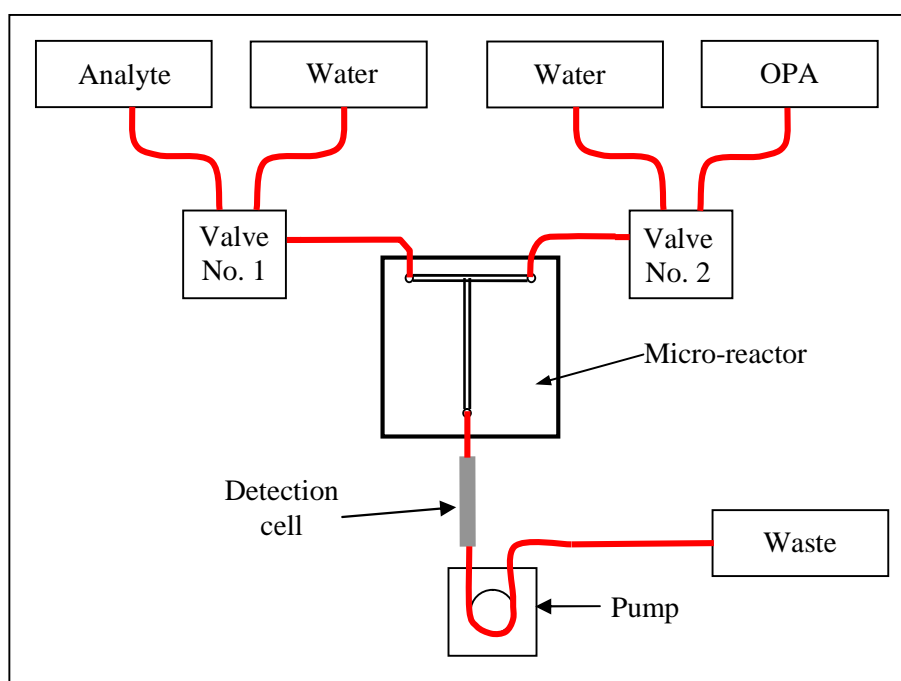 Analyte
Water
Water
OPA
Valve
No. 1
Valve
No. 2
Micro-reactor
Detection
cell
Waste
Pump